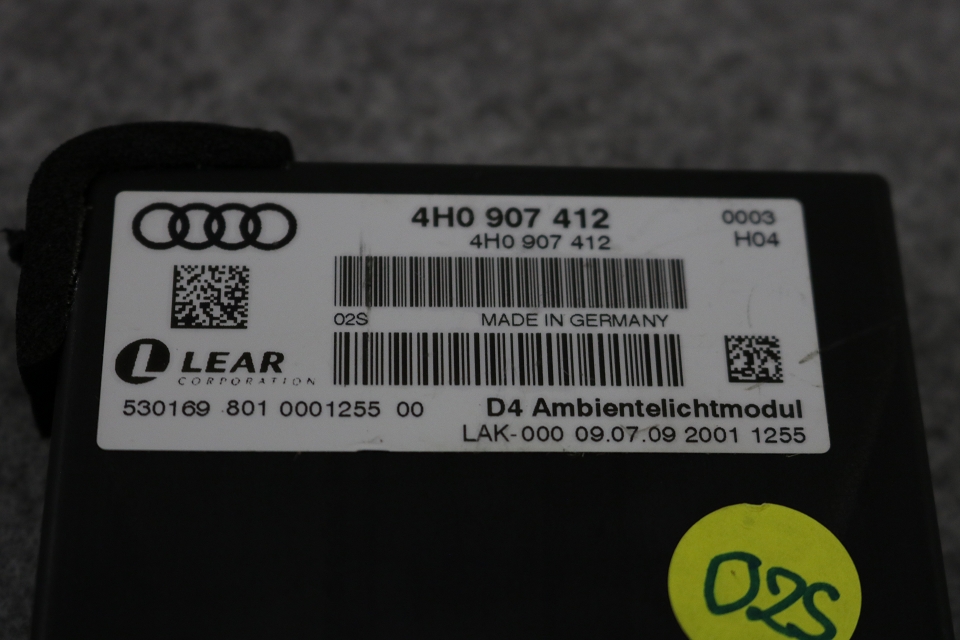 4H0 907 412
0003
4H0 907 412
H04
02S
MADE IN GERMANY
LEAR
CORPORATION
530169 801 0001255 00
D4 Ambientelichtmodul
LAK-000 09.07.09 2001 1255
02S